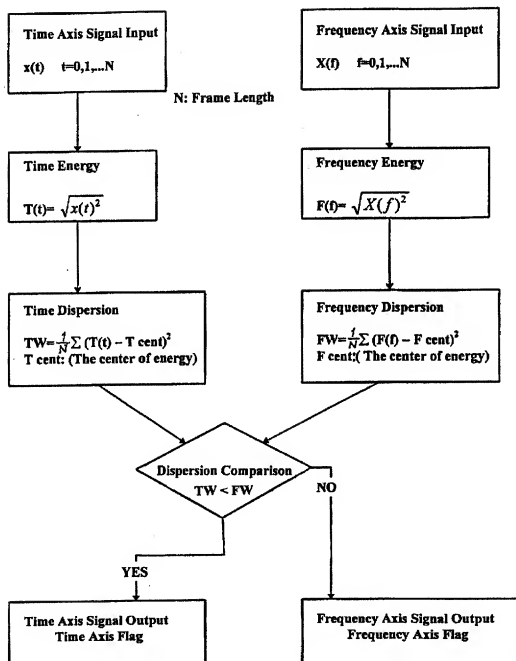 Time Axis Signal Input
x(t) t=0,1,...N
Frequency Axis Signal Input
X(f) f=0,1,...N
N: Frame Length
Time Energy
T(t)= √x(t)²
Frequency Energy
F(f)= √X(f)²
Time Dispersion
TW=1/N Σ (T(t) – T cent)²
T cent: (The center of energy)
Frequency Dispersion
FW=1/N Σ (F(f) – F cent)²
F cent:( The center of energy)
Dispersion Comparison
TW < FW
NO
YES
Time Axis Signal Output
Time Axis Flag
Frequency Axis Signal Output
Frequency Axis Flag